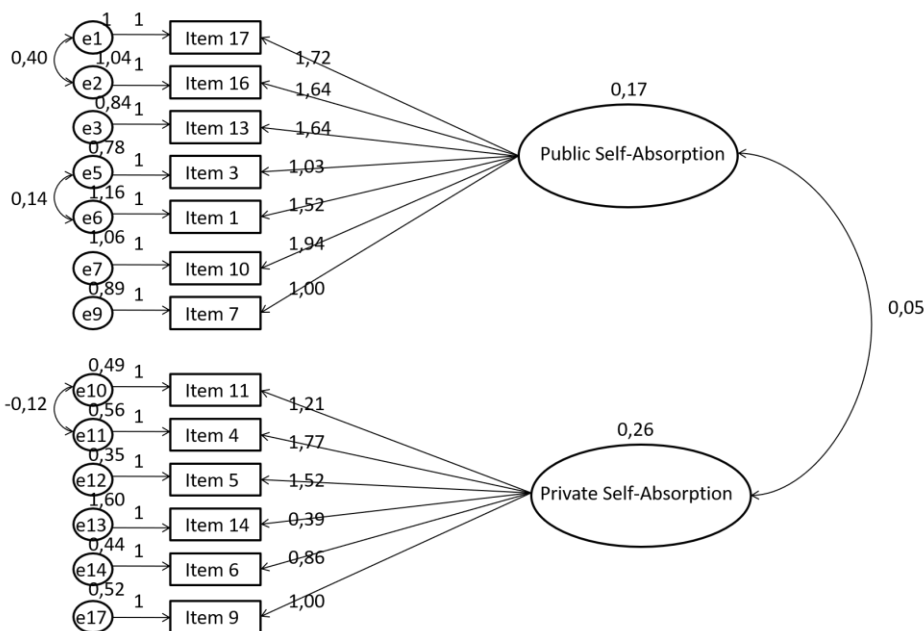 1 1
e1 Item 17
0,40 1,04 1 1,72
e2 Item 16 1,64 0,17
0,84 1
e3 Item 13 1,64
0,78 1 Public Self-Absorption
e5 Item 3 1,03
0,14 1,16 1
e6 Item 1 1,52
1,06 1 1,94
e7 Item 10
0,89 1
e9 Item 7 1,00
0,05
0,49 1
e10 Item 11
-0,12 0,56 1 1,21
e11 Item 4 1,77 0,26
0,35 1
e12 Item 5 1,52
1,60 1 Private Self-Absorption
e13 Item 14 0,39
0,44 1
e14 Item 6 0,86
0,52 1 1,00
e17 Item 9